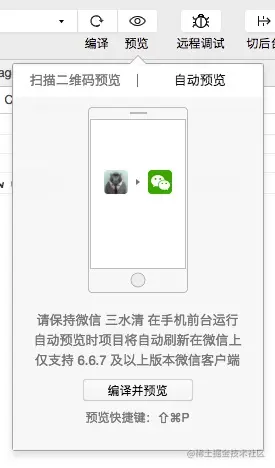 编译 预览 远程调试 切后台
扫描二维码预览 | 自动预览
请保持微信 三水清 在手机前台运行
自动预览时项目将自动刷新在微信上
仅支持 6.6.7 及以上版本微信客户端
编译并预览
预览快捷键：⇧⌘P
@稀土掘金技术社区